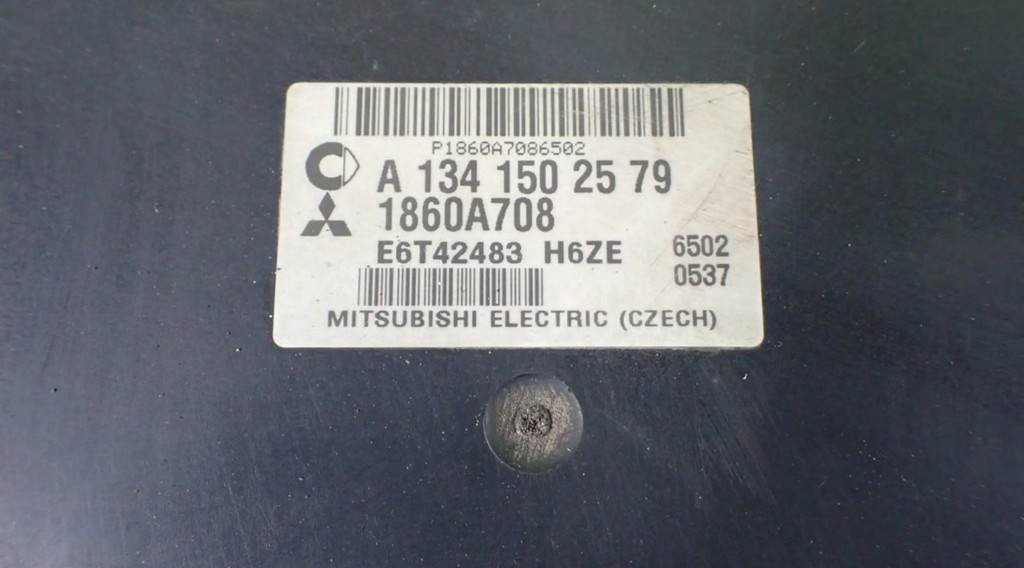 P1860A7086502
A 134 150 25 79
1860A708
E6T42483 H6ZE 6502
0537
MITSUBISHI ELECTRIC (CZECH)